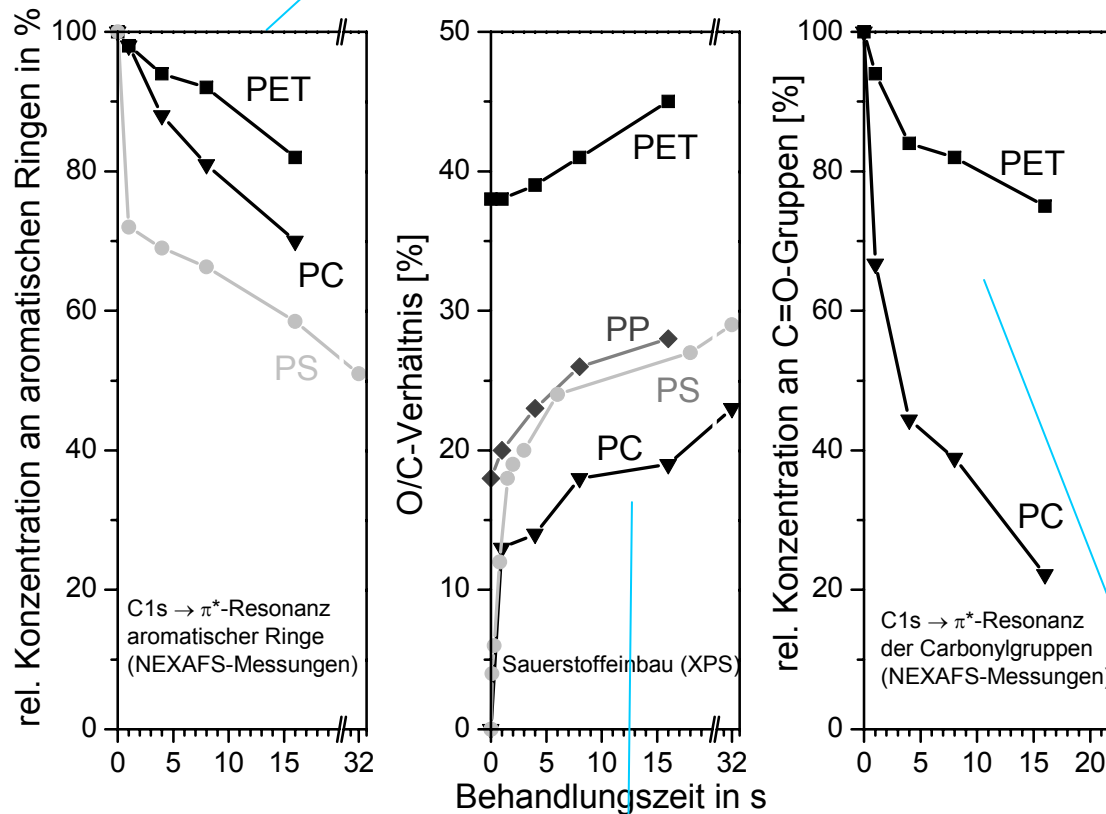 rel. Konzentration an aromatischen Ringen in %
100
80
60
40
20
0
0 5 10 15 32
PET
PC
PS
C1s → π*-Resonanz
aromatischer Ringe
(NEXAFS-Messungen)
O/C-Verhältnis [%]
50
40
30
20
10
0
0 5 10 15 32
PET
PP
PS
PC
Sauerstoffeinbau (XPS)
Behandlungszeit in s
rel. Konzentration an C=O-Gruppen [%]
100
80
60
40
20
0
0 5 10 15 20
PET
PC
C1s → π*-Resonanz
der Carbonylgruppen
(NEXAFS-Messungen)